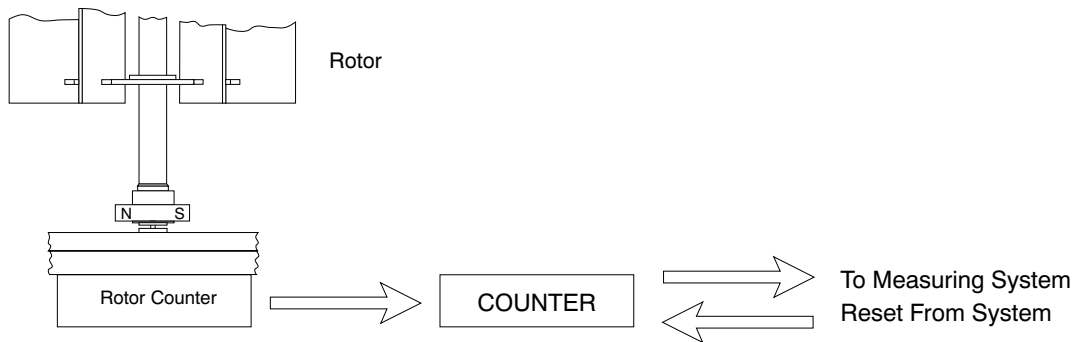 Rotor
N S
Rotor Counter
COUNTER
To Measuring System
Reset From System